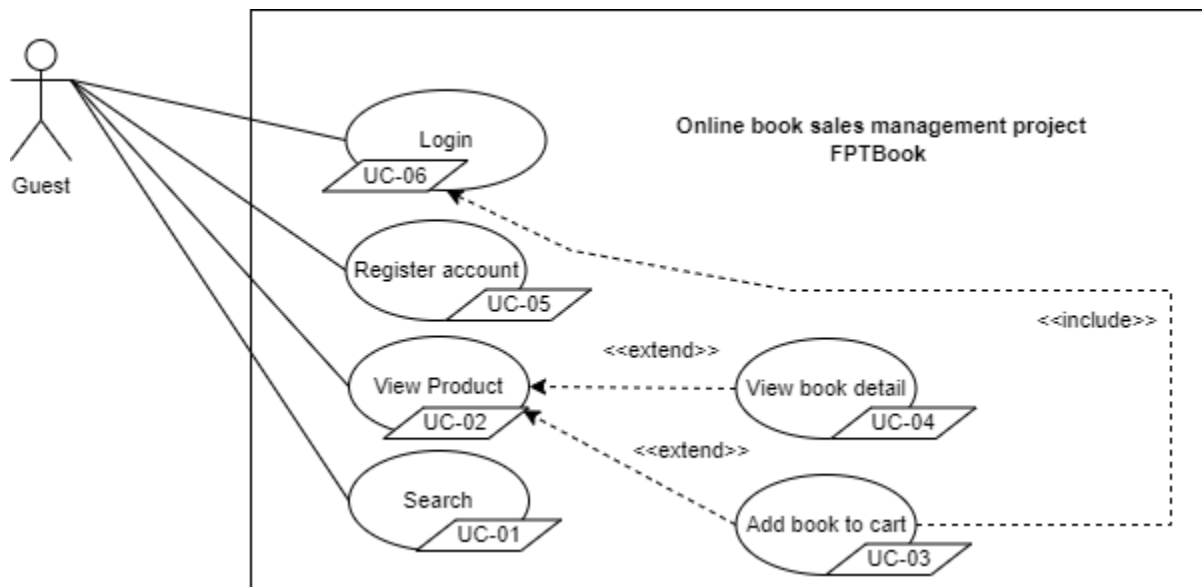 Online book sales management project
FPTBook
Guest
Login
UC-06
Register account
UC-05
<<include>>
<<extend>>
View Product
UC-02
View book detail
UC-04
<<extend>>
Search
UC-01
Add book to cart
UC-03